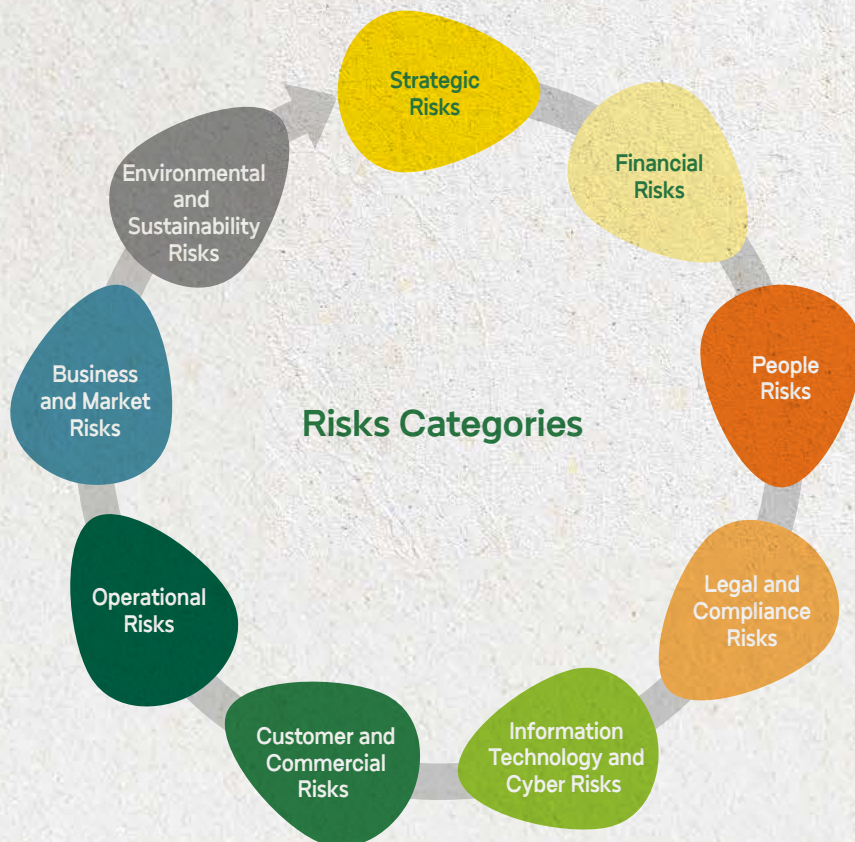 Strategic
Risks
Financial
Risks
People
Risks
Legal and
Compliance
Risks
Information
Technology and
Cyber Risks
Customer and
Commercial
Risks
Operational
Risks
Business
and Market
Risks
Environmental
and
Sustainability
Risks
Risks Categories